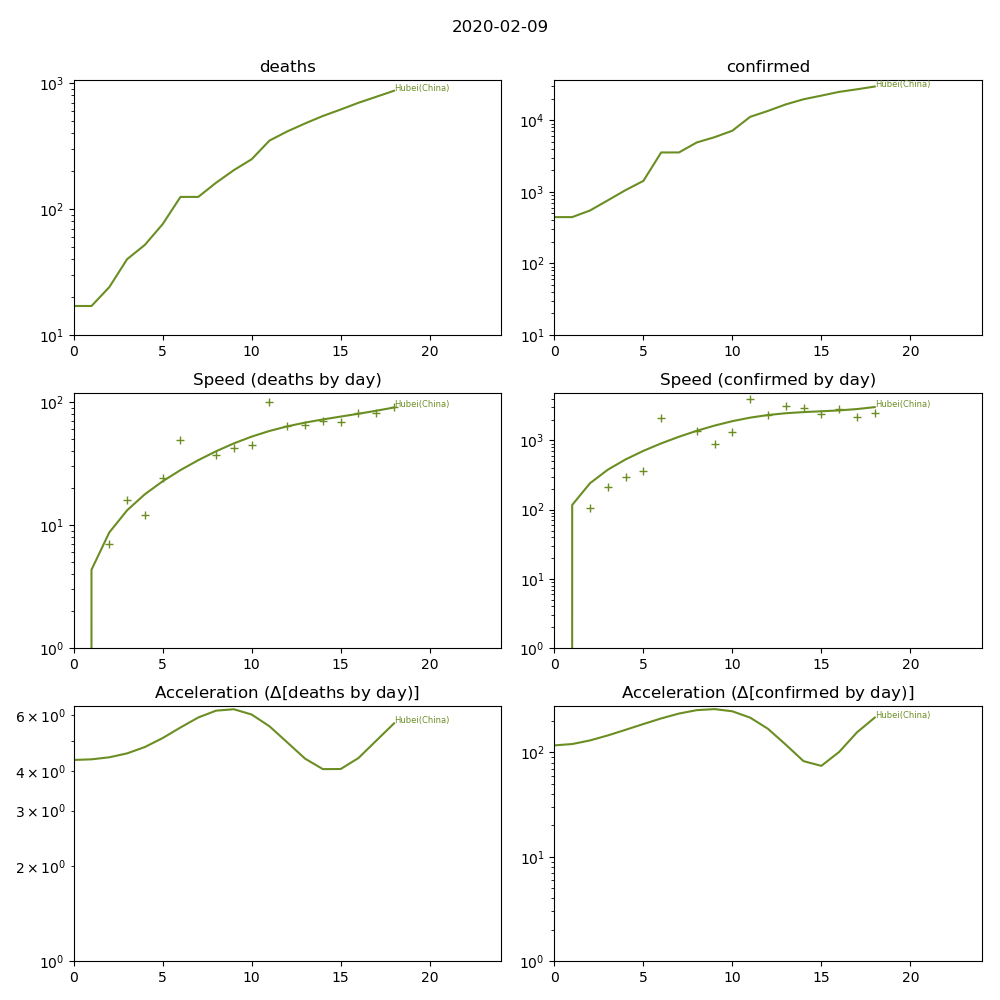 2020-02-09
deaths
confirmed
10³
10²
10¹
0 5 10 15 20
Hubei(China)
10⁴
10³
10²
10¹
0 5 10 15 20
Hubei(China)
Speed (deaths by day)
Speed (confirmed by day)
10²
10¹
10⁰
0 5 10 15 20
Hubei(China)
10³
10²
10¹
10⁰
0 5 10 15 20
Hubei(China)
Acceleration (Δ[deaths by day)]
Acceleration (Δ[confirmed by day)]
6 × 10⁰
4 × 10⁰
3 × 10⁰
2 × 10⁰
10⁰
0 5 10 15 20
Hubei(China)
10²
10¹
10⁰
0 5 10 15 20
Hubei(China)